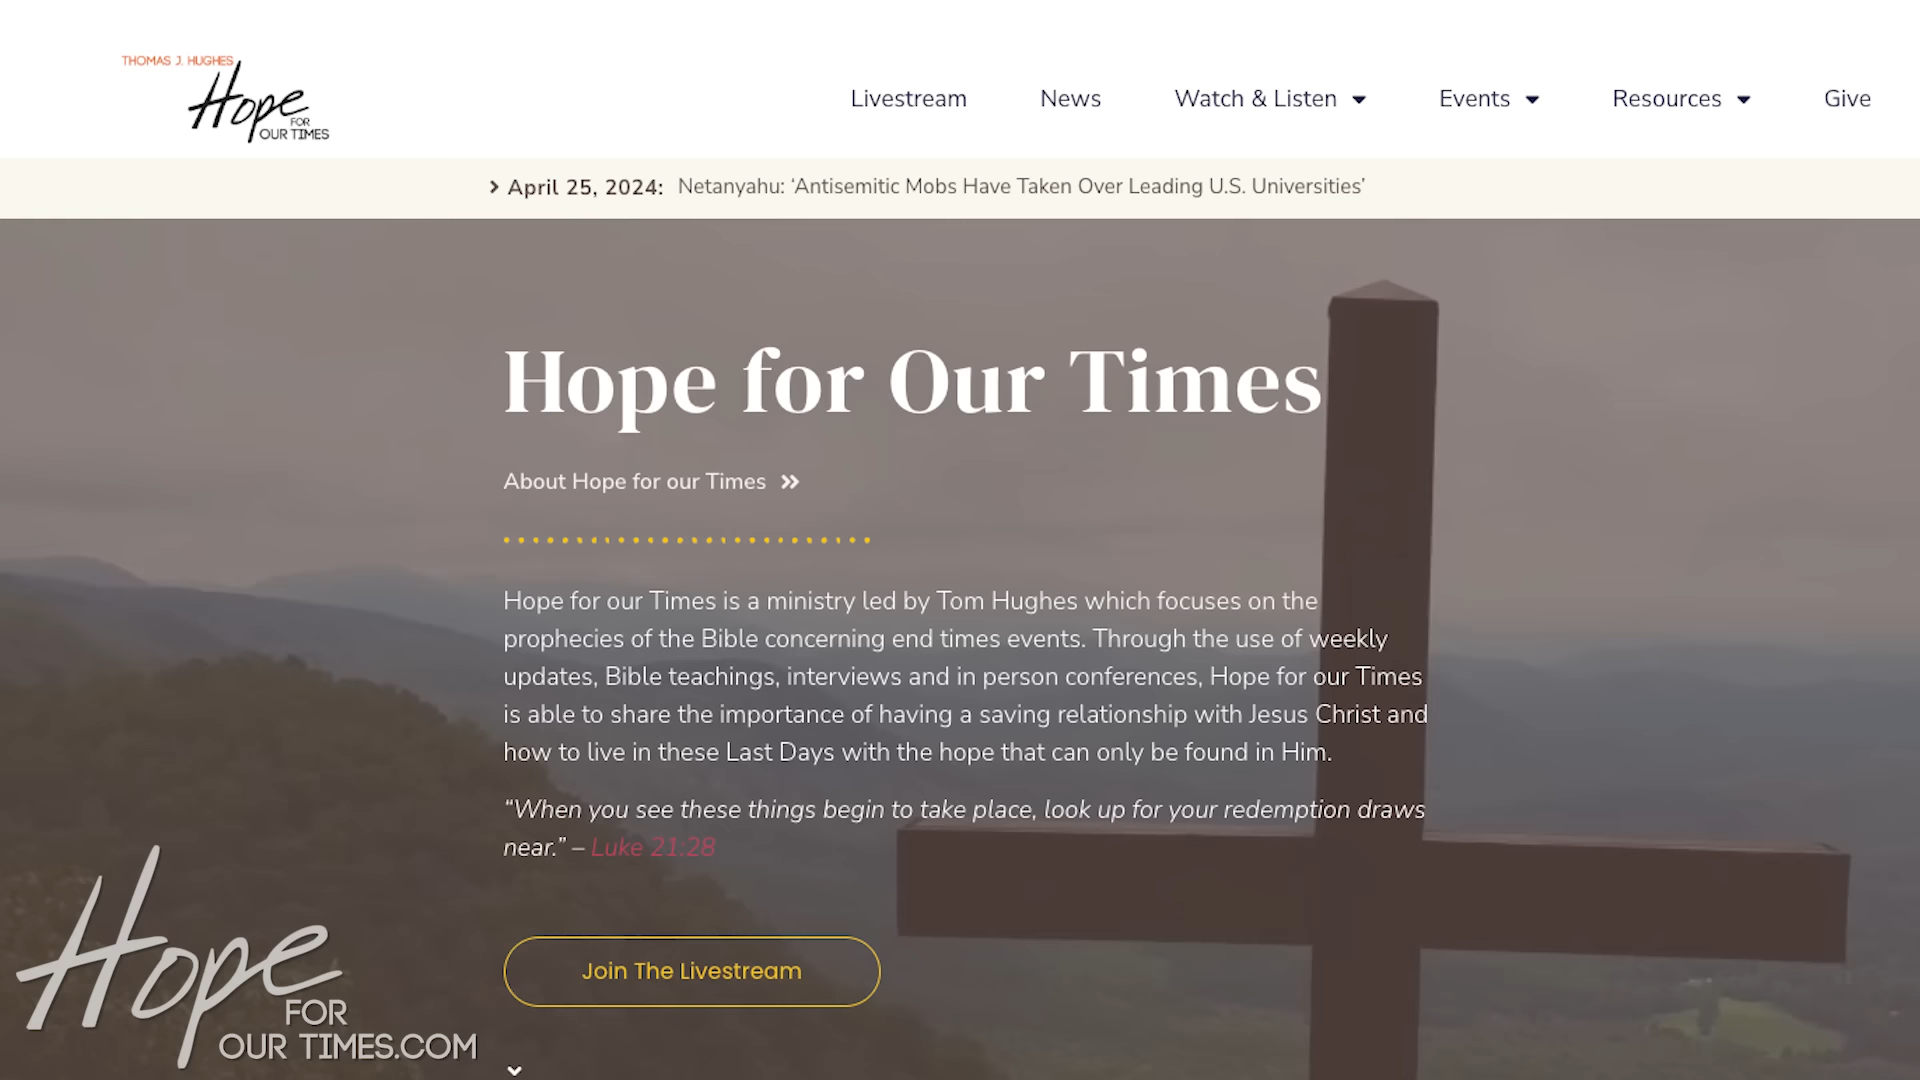 THOMAS J. HUGHES
Hope
FOR
OUR TIMES
Livestream
News
Watch & Listen
Events
Resources
Give
April 25, 2024: Netanyahu: ‘Antisemitic Mobs Have Taken Over Leading U.S. Universities’
Hope for Our Times
About Hope for our Times
Hope for our Times is a ministry led by Tom Hughes which focuses on the
prophecies of the Bible concerning end times events. Through the use of weekly
updates, Bible teachings, interviews and in person conferences, Hope for our Times
is able to share the importance of having a saving relationship with Jesus Christ and
how to live in these Last Days with the hope that can only be found in Him.
“When you see these things begin to take place, look up for your redemption draws
near.” – Luke 21:28
Join The Livestream
Hope
FOR
OUR TIMES.COM